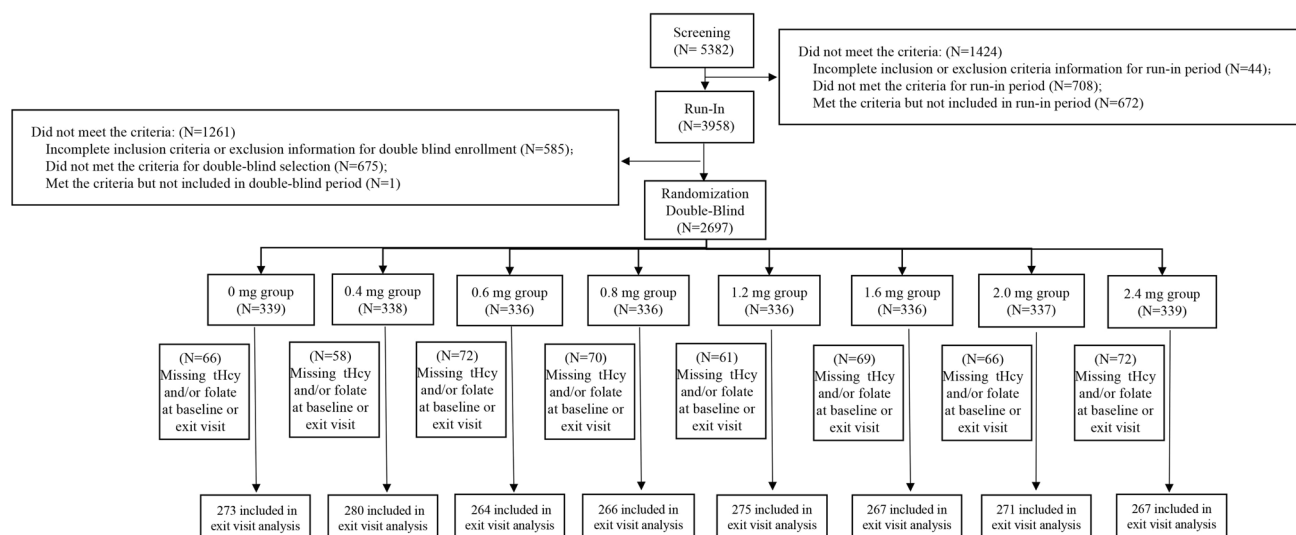 Screening
(N= 5382)
Did not meet the criteria: (N=1424)
Incomplete inclusion or exclusion criteria information for run-in period (N=44);
Did not met the criteria for run-in period (N=708);
Met the criteria but not included in run-in period (N=672)
Run-In
(N=3958)
Did not meet the criteria: (N=1261)
Incomplete inclusion criteria or exclusion information for double blind enrollment (N=585);
Did not met the criteria for double-blind selection (N=675);
Met the criteria but not included in double-blind period (N=1)
Randomization
Double-Blind
(N=2697)
0 mg group
(N=339)
0.4 mg group
(N=338)
0.6 mg group
(N=336)
0.8 mg group
(N=336)
1.2 mg group
(N=336)
1.6 mg group
(N=336)
2.0 mg group
(N=337)
2.4 mg group
(N=339)
(N=66)
Missing tHcy
and/or folate
at baseline or
exit visit
(N=58)
Missing tHcy
and/or folate
at baseline or
exit visit
(N=72)
Missing tHcy
and/or folate
at baseline or
exit visit
(N=70)
Missing tHcy
and/or folate
at baseline or
exit visit
(N=61)
Missing tHcy
and/or folate
at baseline or
exit visit
(N=69)
Missing tHcy
and/or folate
at baseline or
exit visit
(N=66)
Missing tHcy
and/or folate
at baseline or
exit visit
(N=72)
Missing tHcy
and/or folate
at baseline or
exit visit
273 included in
exit visit analysis
280 included in
exit visit analysis
264 included in
exit visit analysis
266 included in
exit visit analysis
275 included in
exit visit analysis
267 included in
exit visit analysis
271 included in
exit visit analysis
267 included in
exit visit analysis